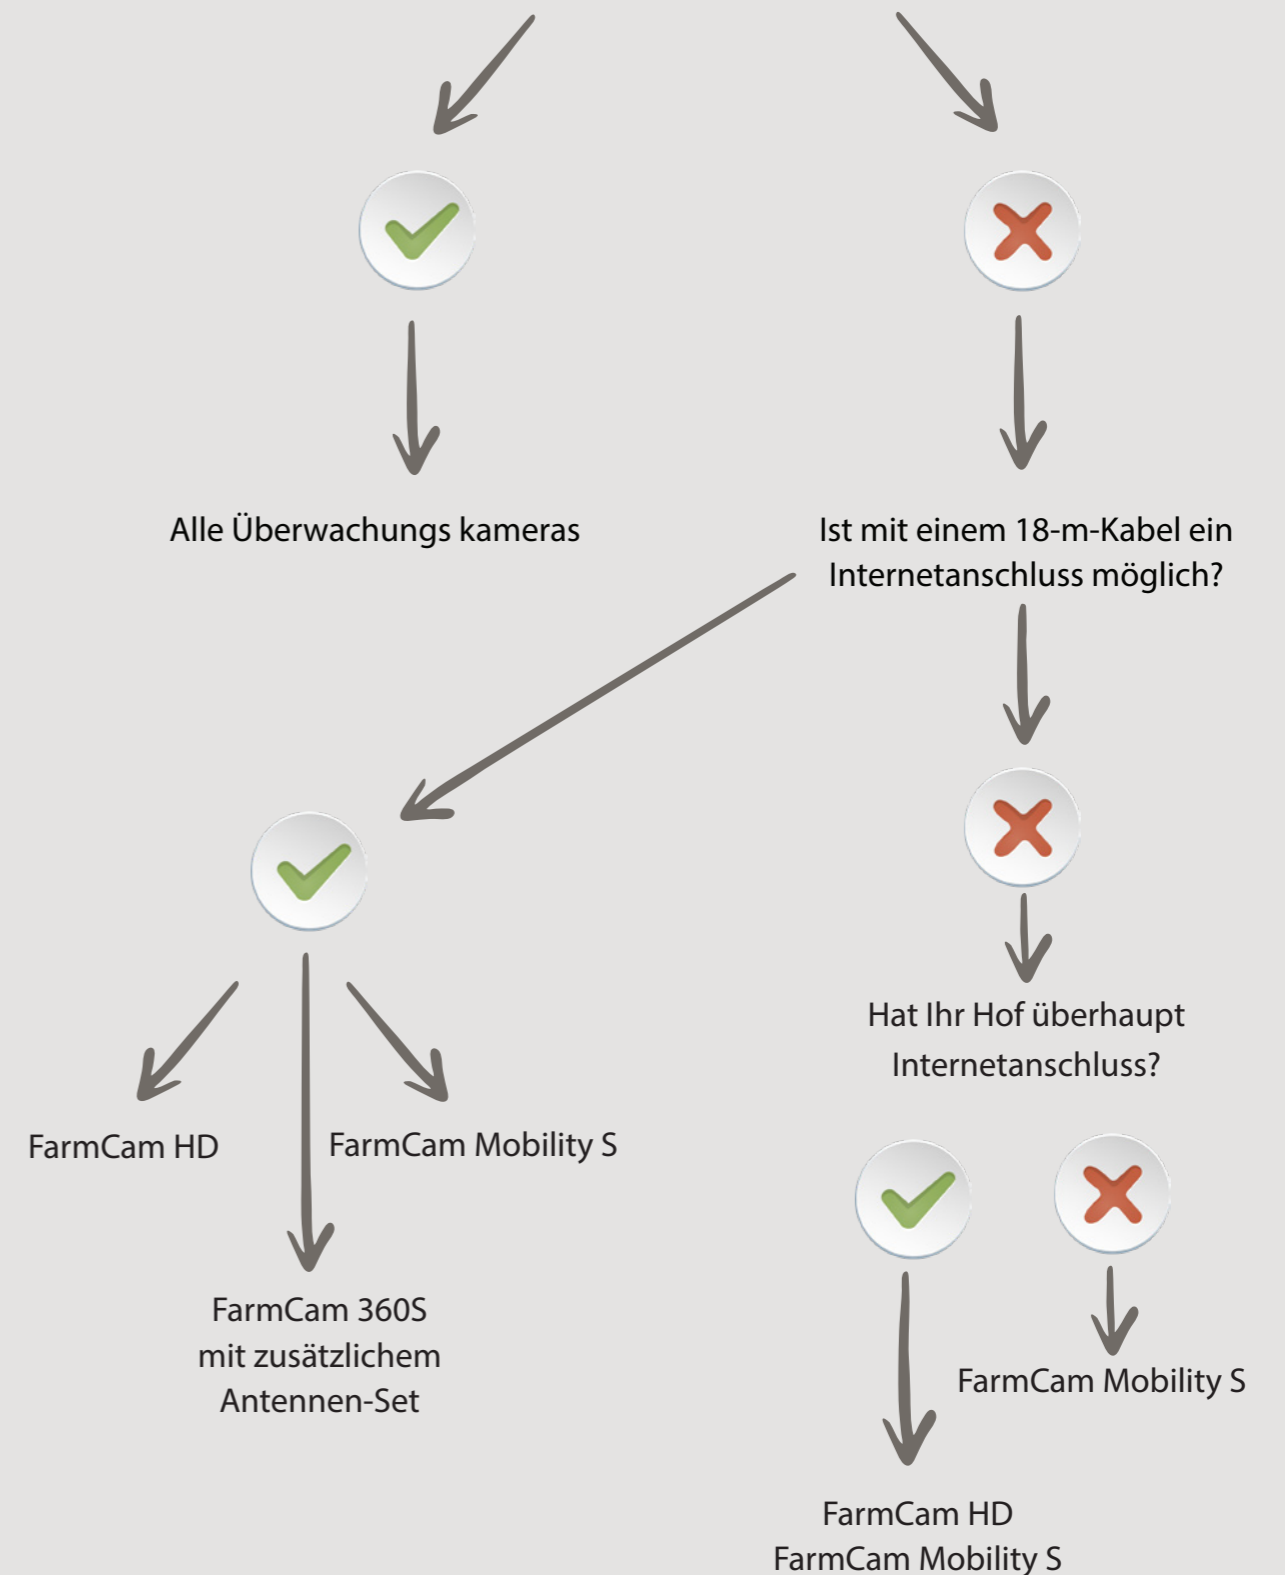 Alle Überwachungs kameras
Ist mit einem 18-m-Kabel ein
Internetanschluss möglich?
Hat Ihr Hof überhaupt
Internetanschluss?
FarmCam HD
FarmCam Mobility S
FarmCam 360S
mit zusätzlichem
Antennen-Set
FarmCam Mobility S
FarmCam HD
FarmCam Mobility S